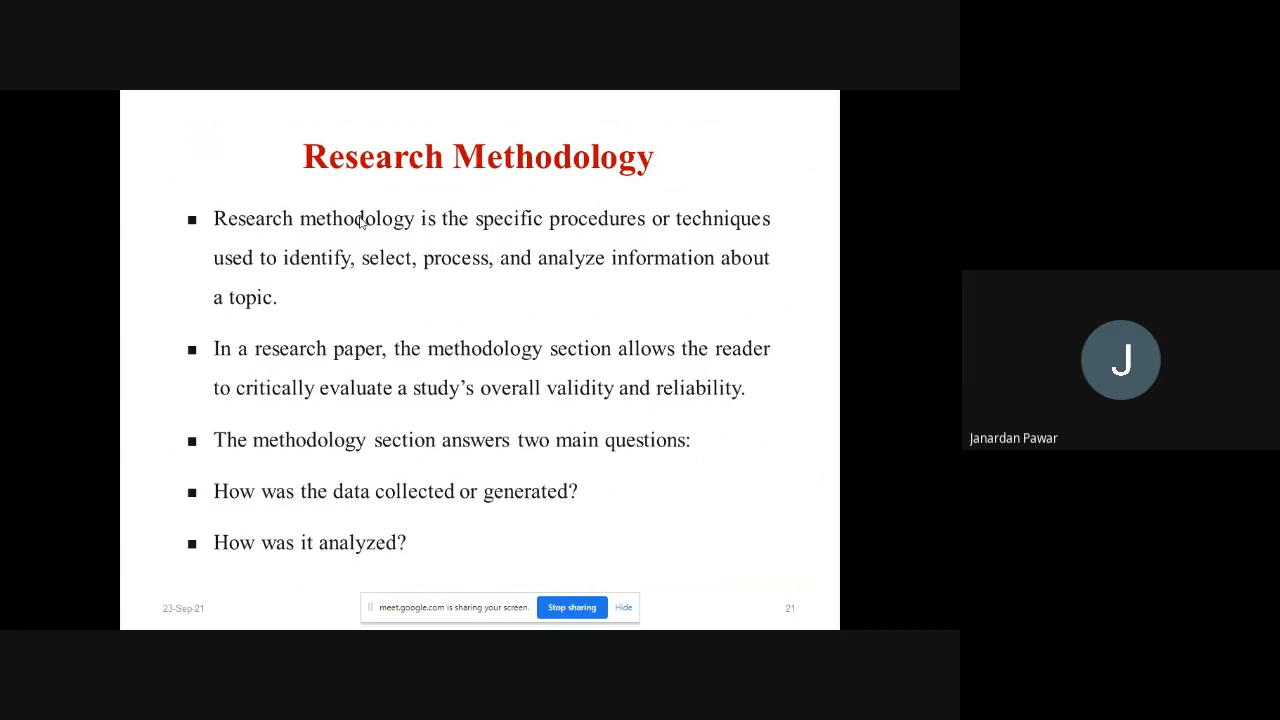 Research Methodology
Research methodology is the specific procedures or techniques
used to identify, select, process, and analyze information about
a topic.
In a research paper, the methodology section allows the reader
to critically evaluate a study’s overall validity and reliability.
The methodology section answers two main questions:
How was the data collected or generated?
How was it analyzed?
23-Sep-21
meet.google.com is sharing your screen.
Stop sharing
Hide
21
J
Janardan Pawar